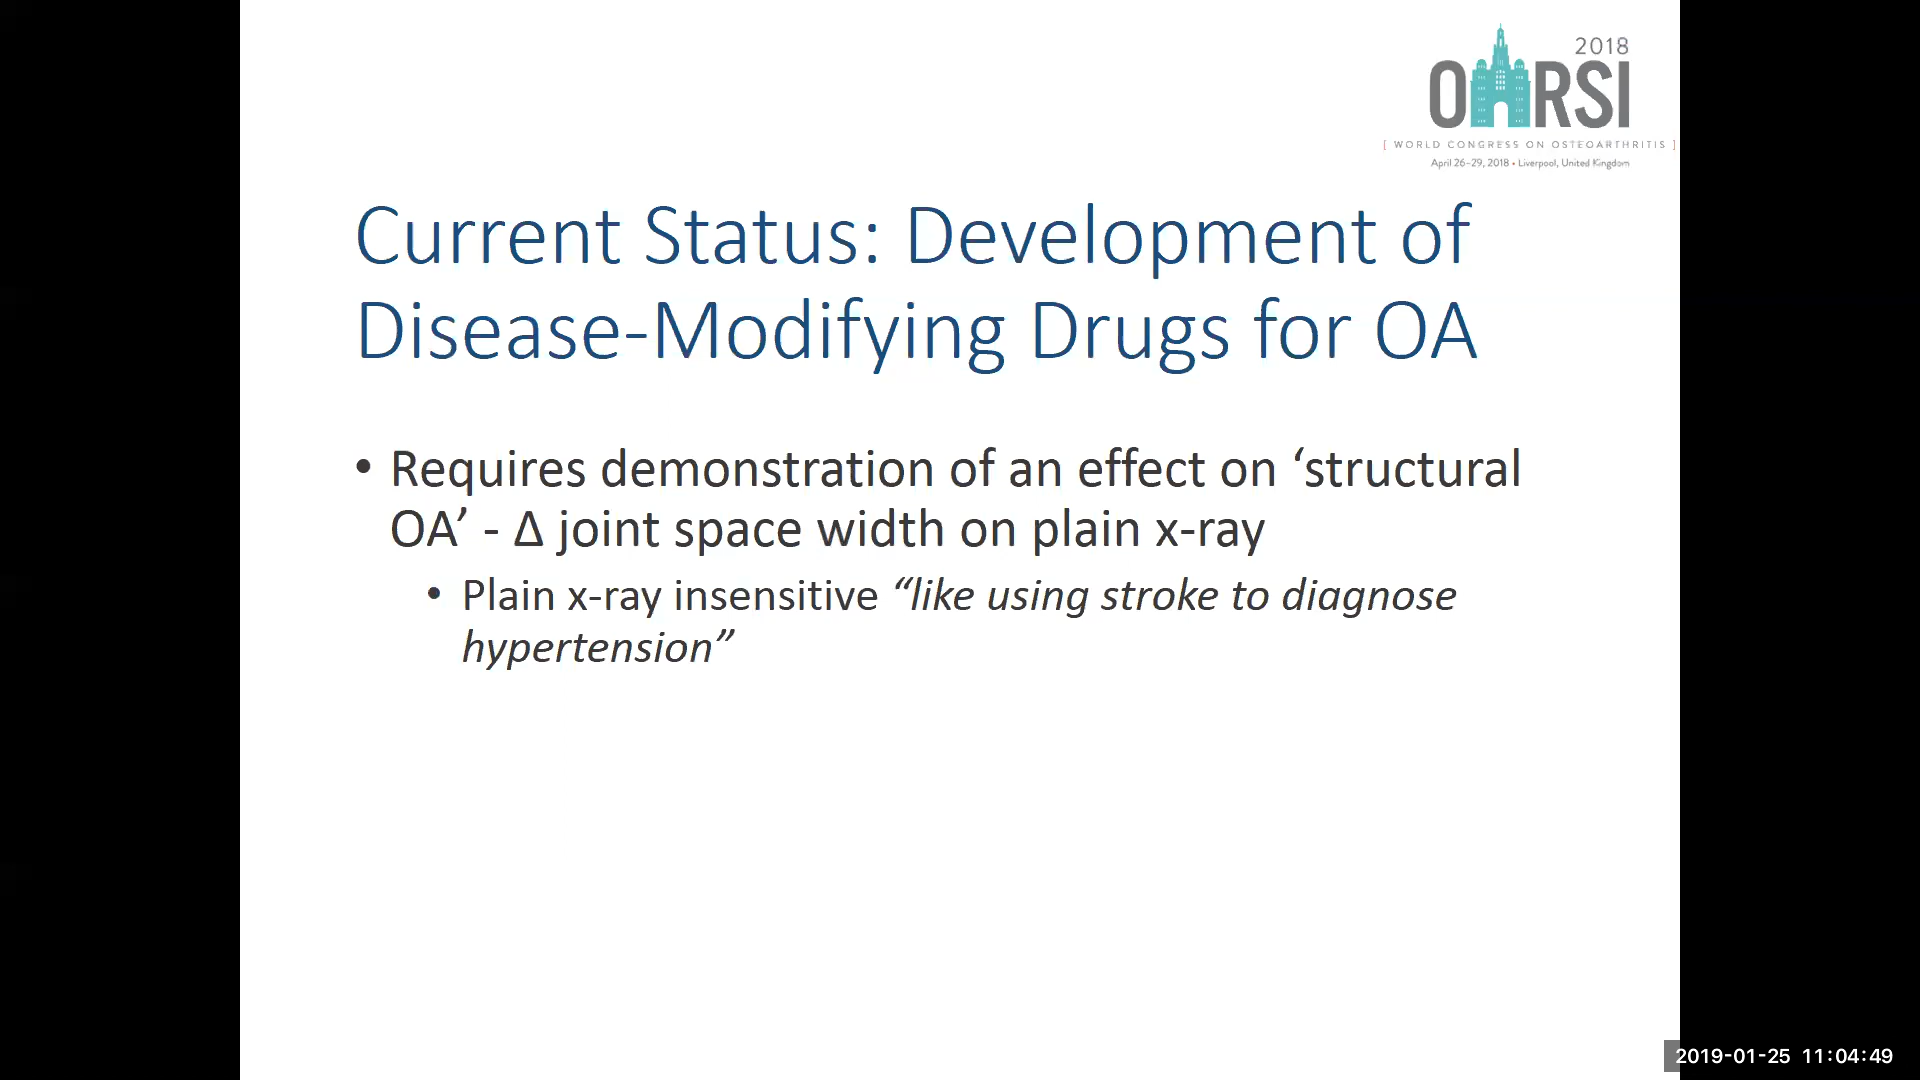 2018
OARSI
[ WORLD CONGRESS ON OSTEOARTHRITIS ]
April 26–29, 2018 • Liverpool, United Kingdom
Current Status: Development of
Disease-Modifying Drugs for OA
• Requires demonstration of an effect on ‘structural
OA’ - Δ joint space width on plain x-ray
• Plain x-ray insensitive “like using stroke to diagnose
hypertension”
2019-01-25 11:04:49